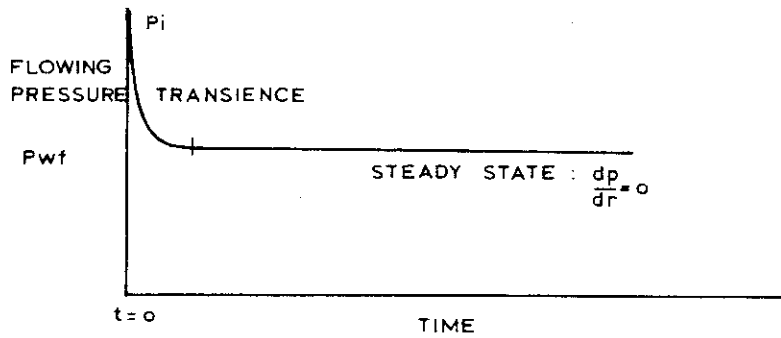 Pi
FLOWING
PRESSURE TRANSIENCE
Pwf
STEADY STATE : dp
dr = o
t = o
TIME